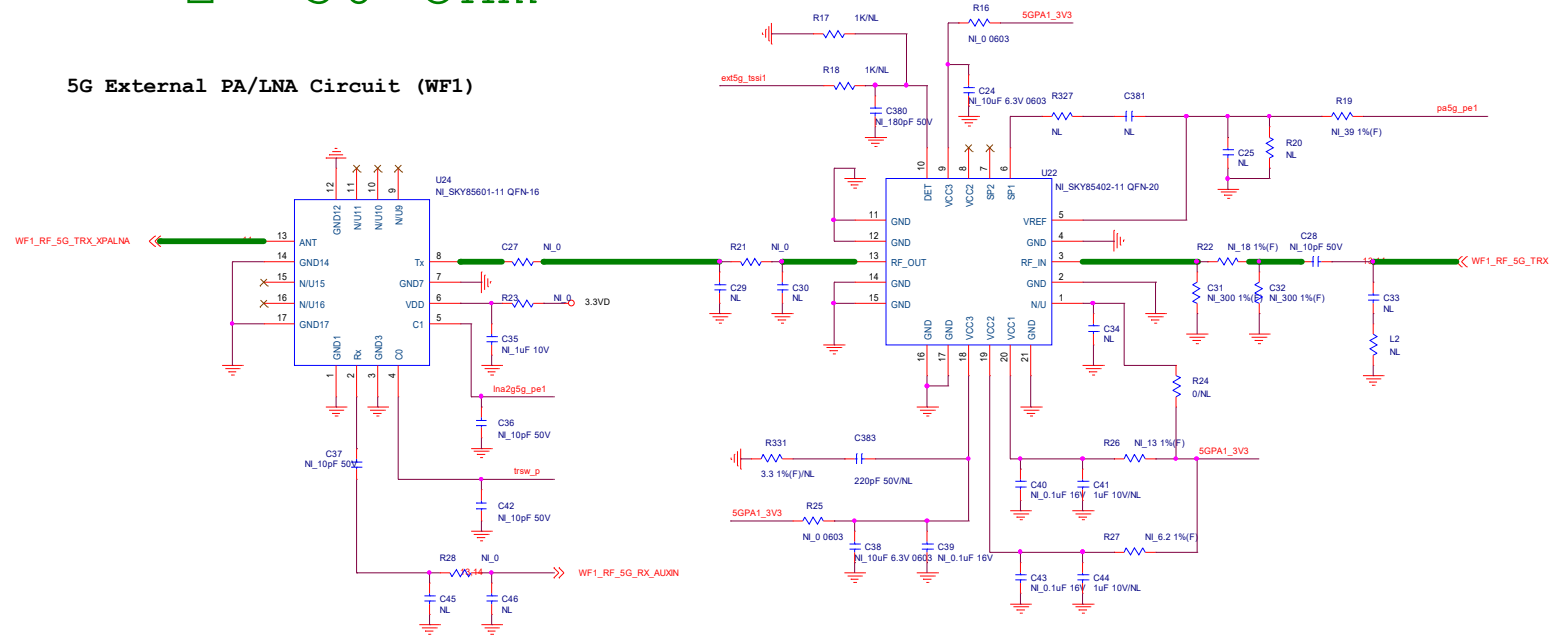 5G External PA/LNA Circuit (WF1)
R17
1K/NL
R16
5GPA1_3V3
NI_0 0603
R18
1K/NL
ext5g_tssi1
C380
NI_180pF 50V
C24
NI_10uF 6.3V 0603
R327
NL
C381
NL
R19
NI_39 1%(F)
pa5g_pe1
C25
NL
R20
NL
U24
NI_SKY85601-11 QFN-16
12
11
10
9
GND12
N/U11
N/U10
N/U9
WF1_RF_5G_TRX_XPALNA
13
ANT
14
GND14
15
N/U15
16
N/U16
17
GND17
Tx
8
GND7
7
VDD
6
C1
5
GND1
Rx
GND3
C0
1
2
3
4
C27
NI_0
R23
NI_0
3.3VD
C35
NI_1uF 10V
lna2g5g_pe1
C36
NI_10pF 50V
C37
NI_10pF 50V
trsw_p
C42
NI_10pF 50V
R28
NI_0
13,14
WF1_RF_5G_RX_AUXIN
C45
NL
C46
NL
R21
NI_0
C29
NL
C30
NL
U22
NI_SKY85402-11 QFN-20
10
9
8
7
6
DET
VCC3
VCC2
SP2
SP1
11
GND
12
GND
13
RF_OUT
14
GND
15
GND
VREF
5
GND
4
RF_IN
3
GND
2
N/U
1
GND
GND
VCC3
VCC2
VCC1
GND
16
17
18
19
20
21
R22
NI_18 1%(F)
C28
NI_10pF 50V
WF1_RF_5G_TRX
C31
NI_300 1%(F)
C32
NI_300 1%(F)
C33
NL
L2
NL
C34
NL
R24
0/NL
R331
3.3 1%(F)/NL
C383
220pF 50V/NL
5GPA1_3V3
R25
NI_0 0603
C38
NI_10uF 6.3V 0603
C39
NI_0.1uF 16V
R26
NI_13 1%(F)
5GPA1_3V3
C40
NI_0.1uF 16V
C41
1uF 10V/NL
R27
NI_6.2 1%(F)
C43
NI_0.1uF 16V
C44
1uF 10V/NL